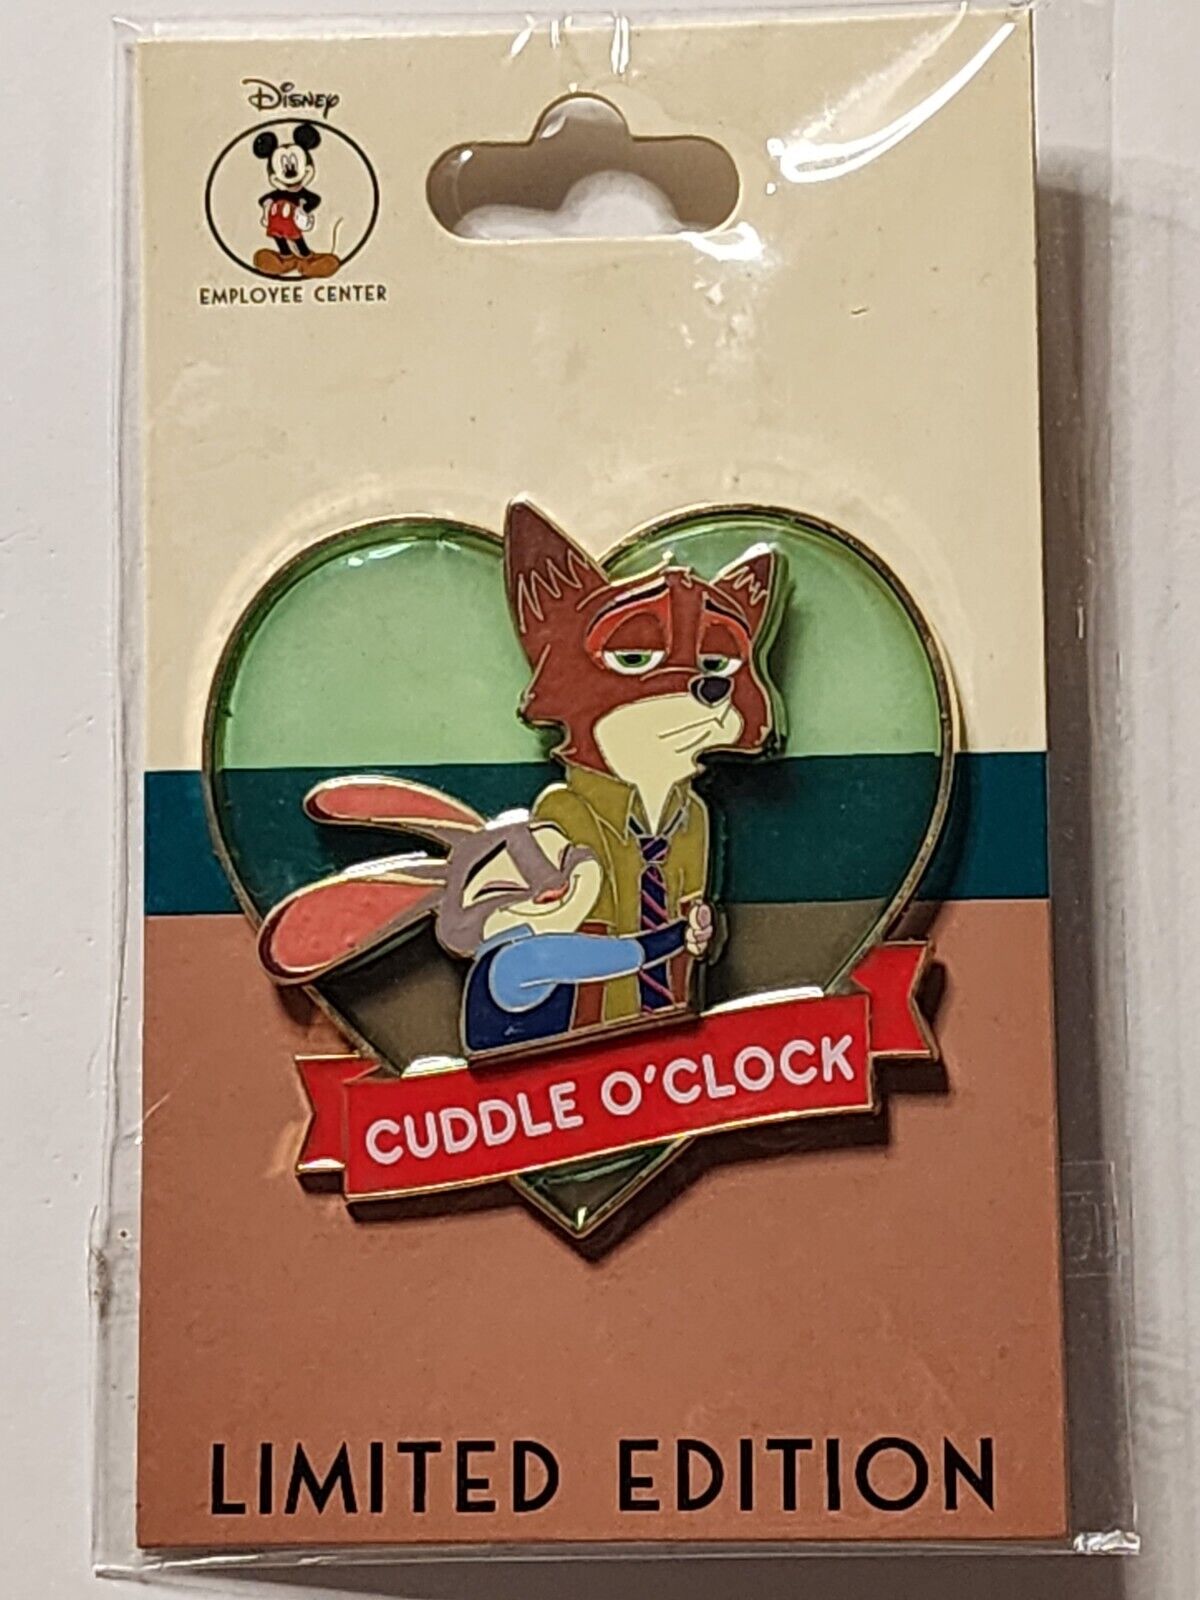 Disney
EMPLOYEE CENTER
CUDDLE O'CLOCK
LIMITED EDITION